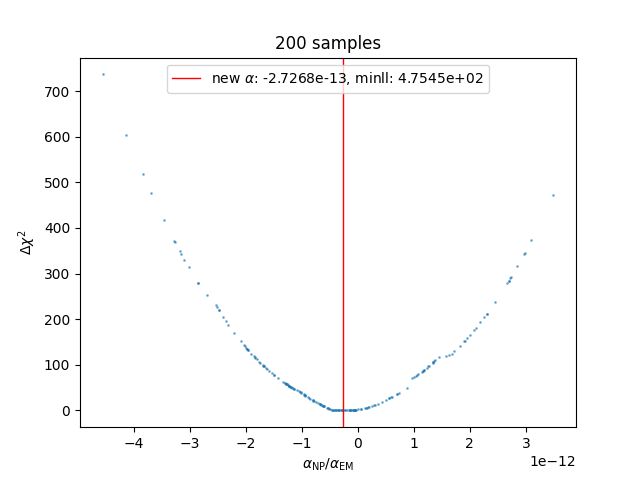 200 samples
new α: -2.7268e-13, minll: 4.7545e+02
Δχ²
700
600
500
400
300
200
100
0
−4 −3 −2 −1 0 1 2 3
α_NP/α_EM
1e−12